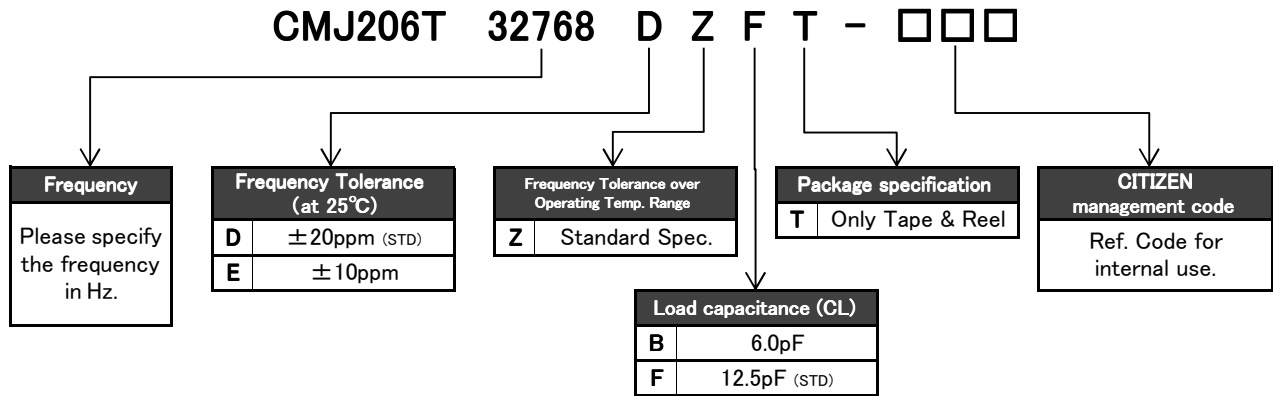 CMJ206T 32768 D Z F T - □□□
Frequency
Please specify
the frequency
in Hz.
Frequency Tolerance
(at 25℃)
D ±20ppm (STD)
E ±10ppm
Frequency Tolerance over
Operating Temp. Range
Z Standard Spec.
Load capacitance (CL)
B 6.0pF
F 12.5pF (STD)
Package specification
T Only Tape & Reel
CITIZEN
management code
Ref. Code for
internal use.